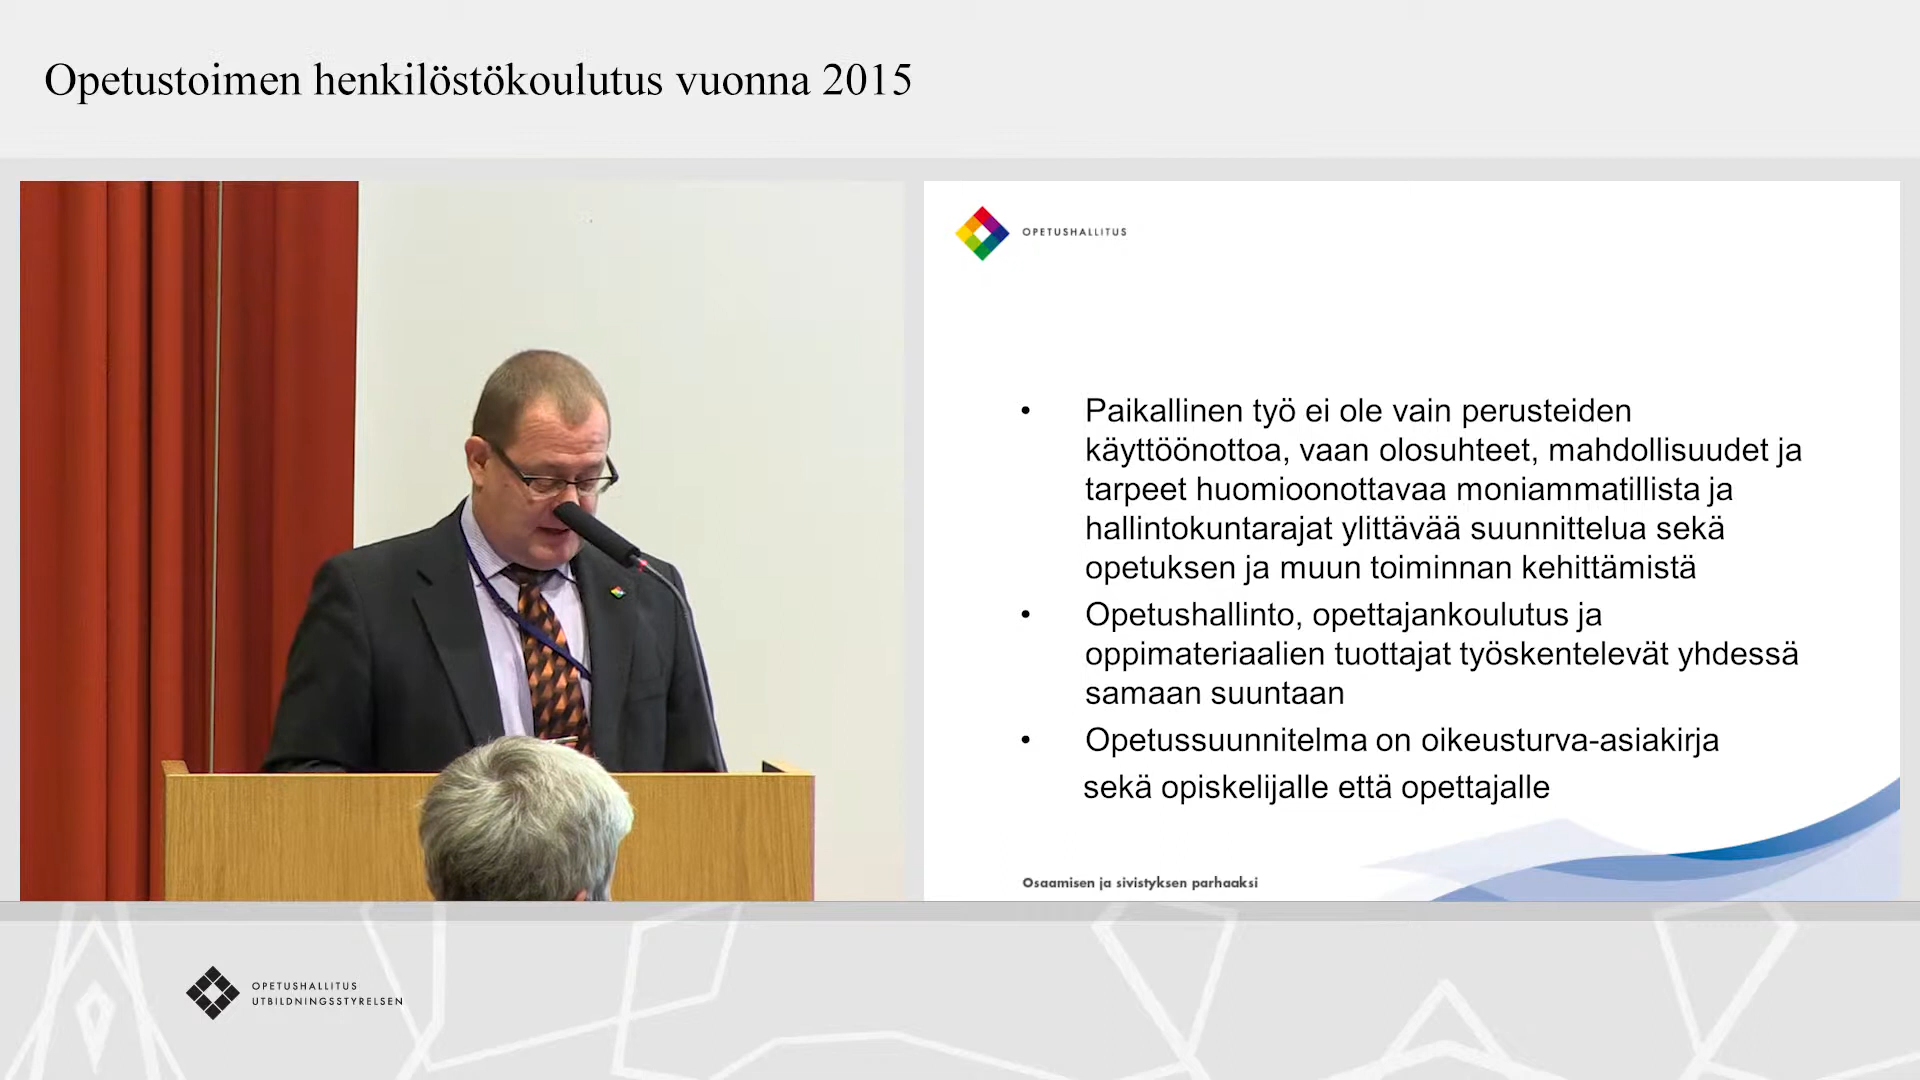 Opetustoimen henkilöstökoulutus vuonna 2015
OPETUSHALLITUS
• Paikallinen työ ei ole vain perusteiden
käyttöönottoa, vaan olosuhteet, mahdollisuudet ja
tarpeet huomioonottavaa moniammatillista ja
hallintokuntarajat ylittävää suunnittelua sekä
opetuksen ja muun toiminnan kehittämistä
• Opetushallinto, opettajankoulutus ja
oppimateriaalien tuottajat työskentelevät yhdessä
samaan suuntaan
• Opetussuunnitelma on oikeusturva-asiakirja
sekä opiskelijalle että opettajalle
Osaamisen ja sivistyksen parhaaksi
OPETUSHALLITUS
UTBILDNINGSSTYRELSEN